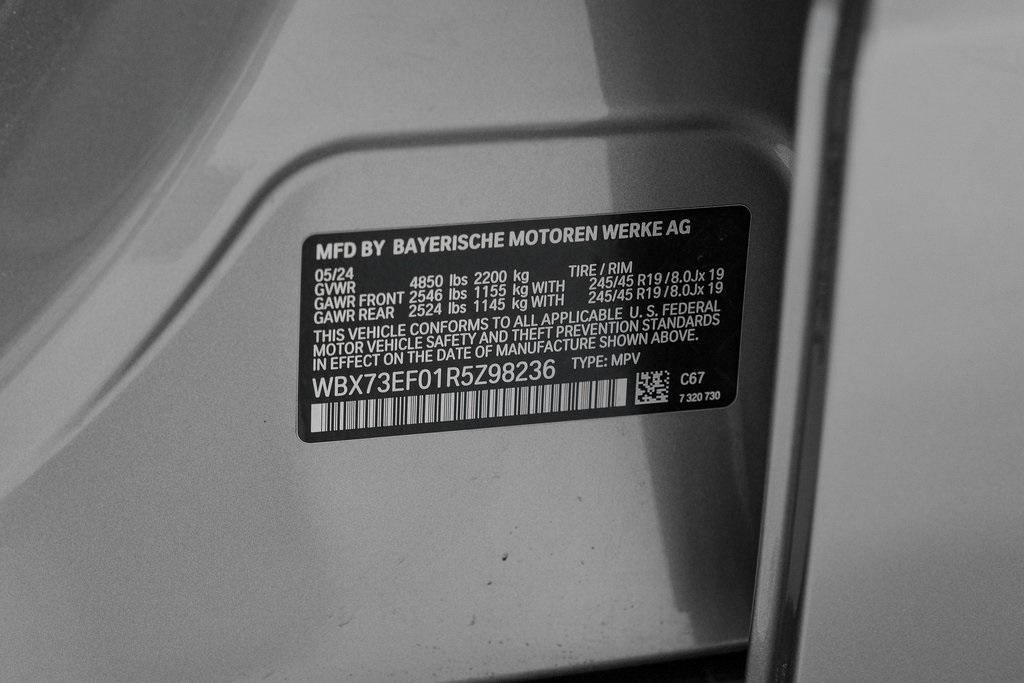 MFD BY BAYERISCHE MOTOREN WERKE AG
05/24 TIRE / RIM
GVWR 4850 lbs 2200 kg
GAWR FRONT 2546 lbs 1155 kg WITH 245/45 R19 / 8.0Jx 19
GAWR REAR 2524 lbs 1145 kg WITH 245/45 R19 / 8.0Jx 19
THIS VEHICLE CONFORMS TO ALL APPLICABLE U. S. FEDERAL
MOTOR VEHICLE SAFETY AND THEFT PREVENTION STANDARDS
IN EFFECT ON THE DATE OF MANUFACTURE SHOWN ABOVE.
WBX73EF01R5Z98236 TYPE: MPV
C67
7 320 730